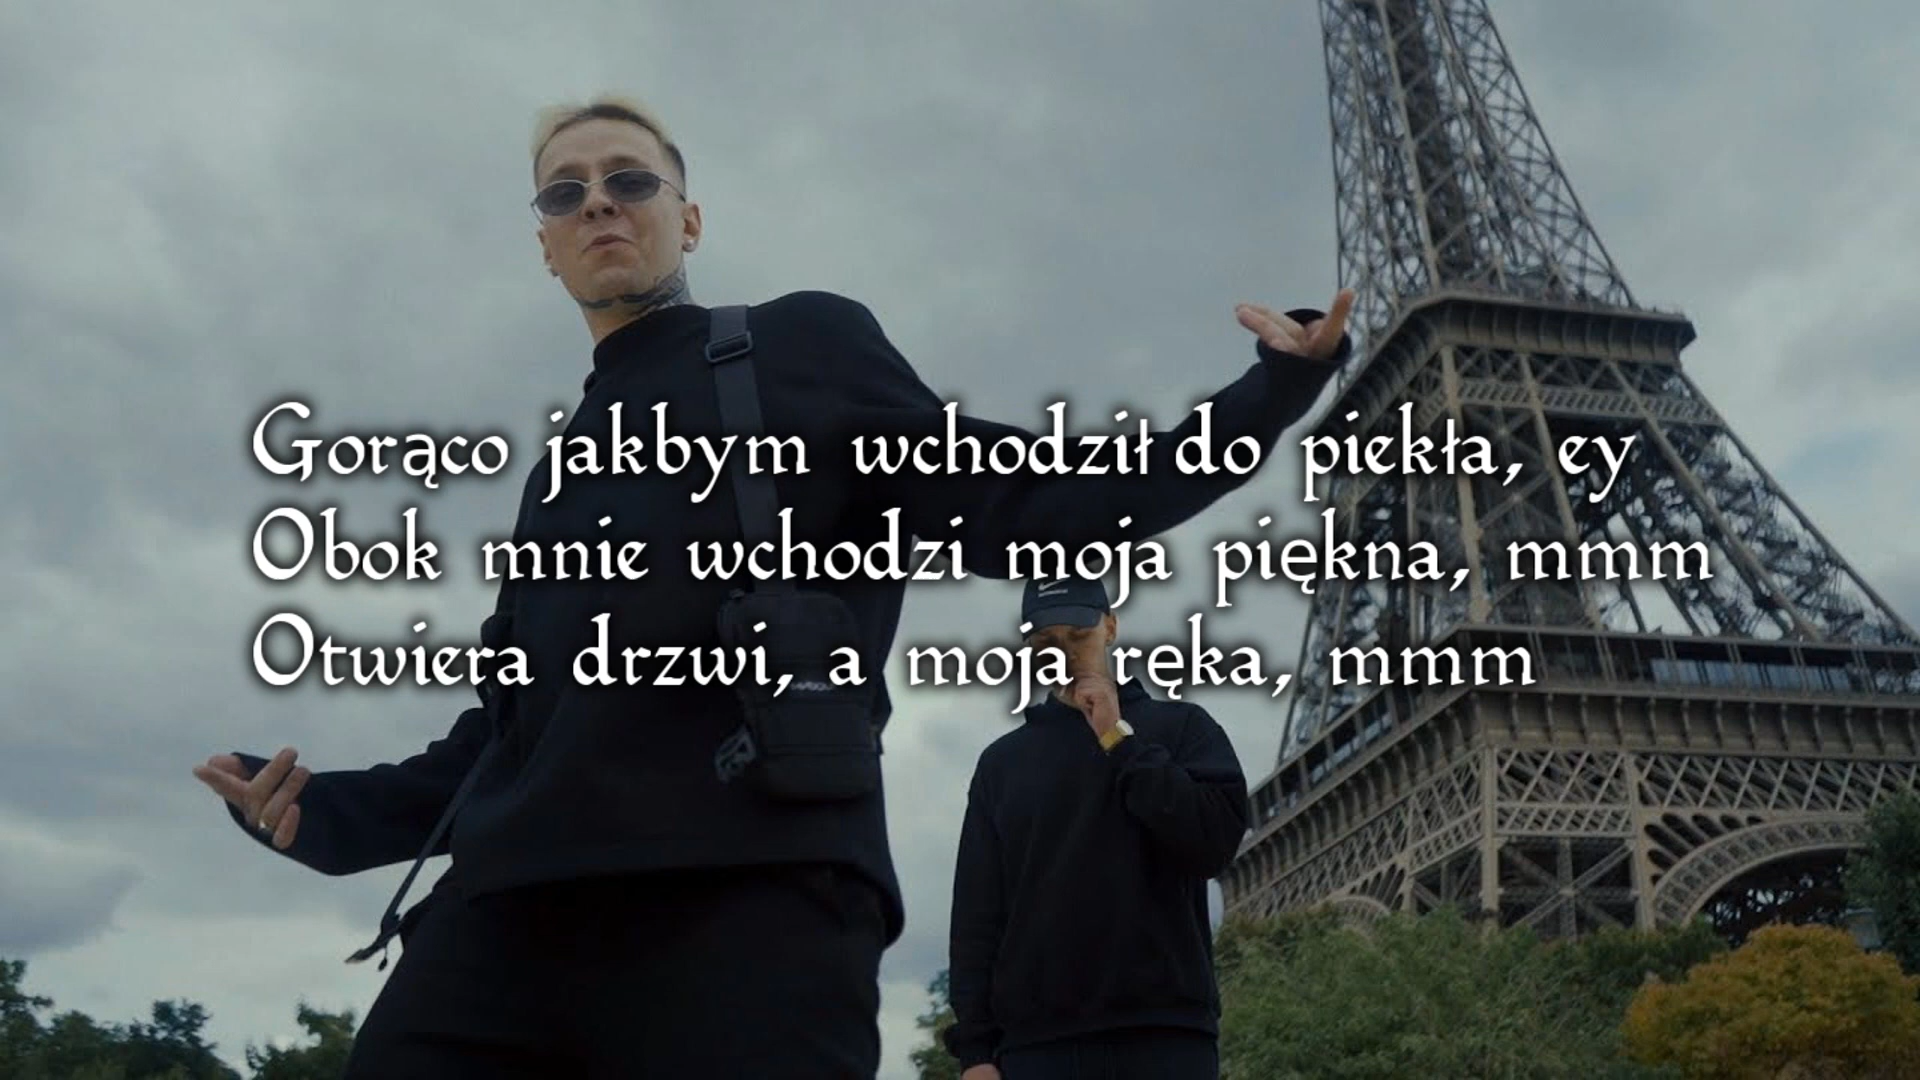 Gorąco jakbym wchodził do piekła, ey
Obok mnie wchodzi moja piękna, mmm
Otwiera drzwi, a moja ręka, mmm